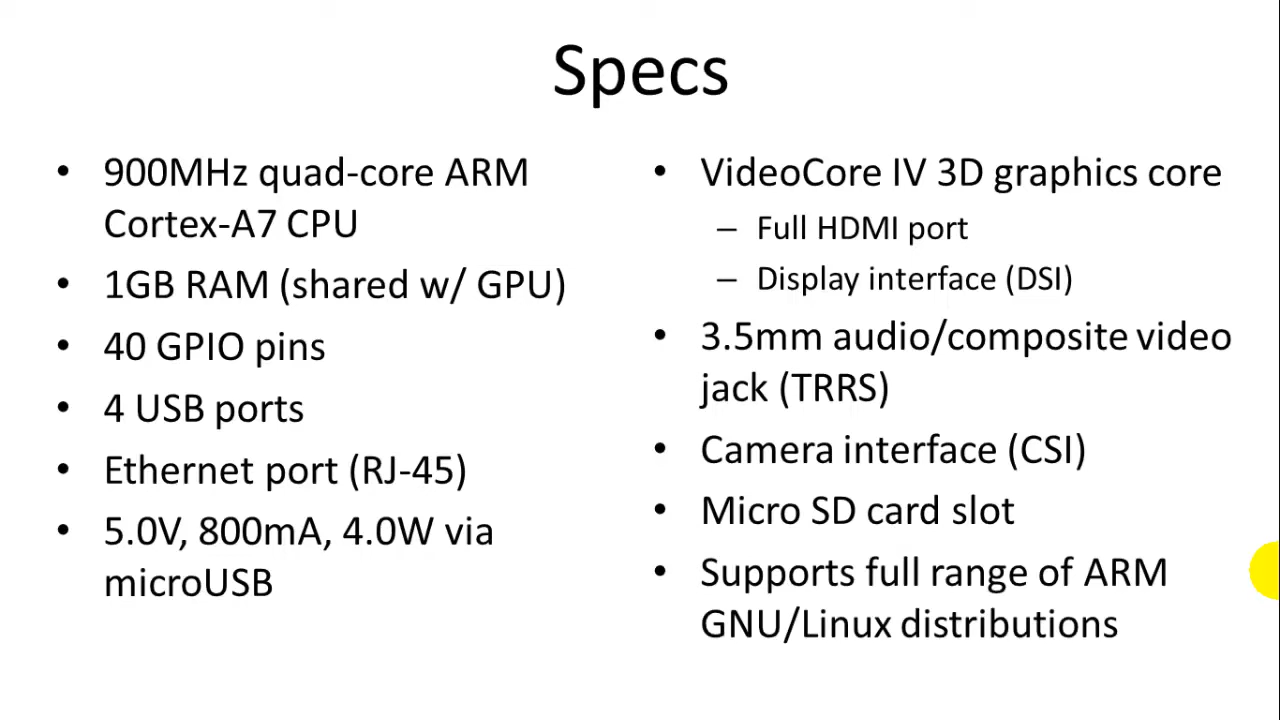 Specs
• 900MHz quad-core ARM
Cortex-A7 CPU
• 1GB RAM (shared w/ GPU)
• 40 GPIO pins
• 4 USB ports
• Ethernet port (RJ-45)
• 5.0V, 800mA, 4.0W via
microUSB
• VideoCore IV 3D graphics core
– Full HDMI port
– Display interface (DSI)
• 3.5mm audio/composite video
jack (TRRS)
• Camera interface (CSI)
• Micro SD card slot
• Supports full range of ARM
GNU/Linux distributions